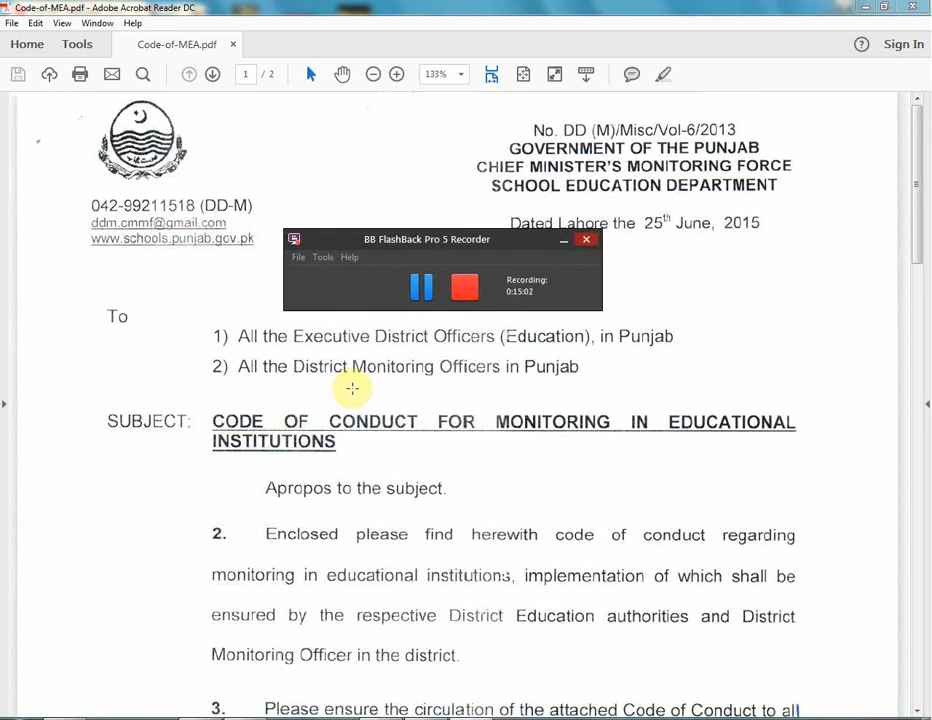 Code-of-MEA.pdf - Adobe Acrobat Reader DC
File Edit View Window Help
Home Tools Code-of-MEA.pdf × Sign In
1 / 2 133%
No. DD (M)/Misc/Vol-6/2013
GOVERNMENT OF THE PUNJAB
CHIEF MINISTER'S MONITORING FORCE
SCHOOL EDUCATION DEPARTMENT
042-99211518 (DD-M)
ddm.cmmf@gmail.com
www.schools.punjab.gov.pk
Dated Lahore the 25th June, 2015
BB FlashBack Pro 5 Recorder
File Tools Help
Recording:
0:15:02
To
1) All the Executive District Officers (Education), in Punjab
2) All the District Monitoring Officers in Punjab
SUBJECT: CODE OF CONDUCT FOR MONITORING IN EDUCATIONAL
INSTITUTIONS
Apropos to the subject.
2. Enclosed please find herewith code of conduct regarding
monitoring in educational institutions, implementation of which shall be
ensured by the respective District Education authorities and District
Monitoring Officer in the district.
3. Please ensure the circulation of the attached Code of Conduct to all